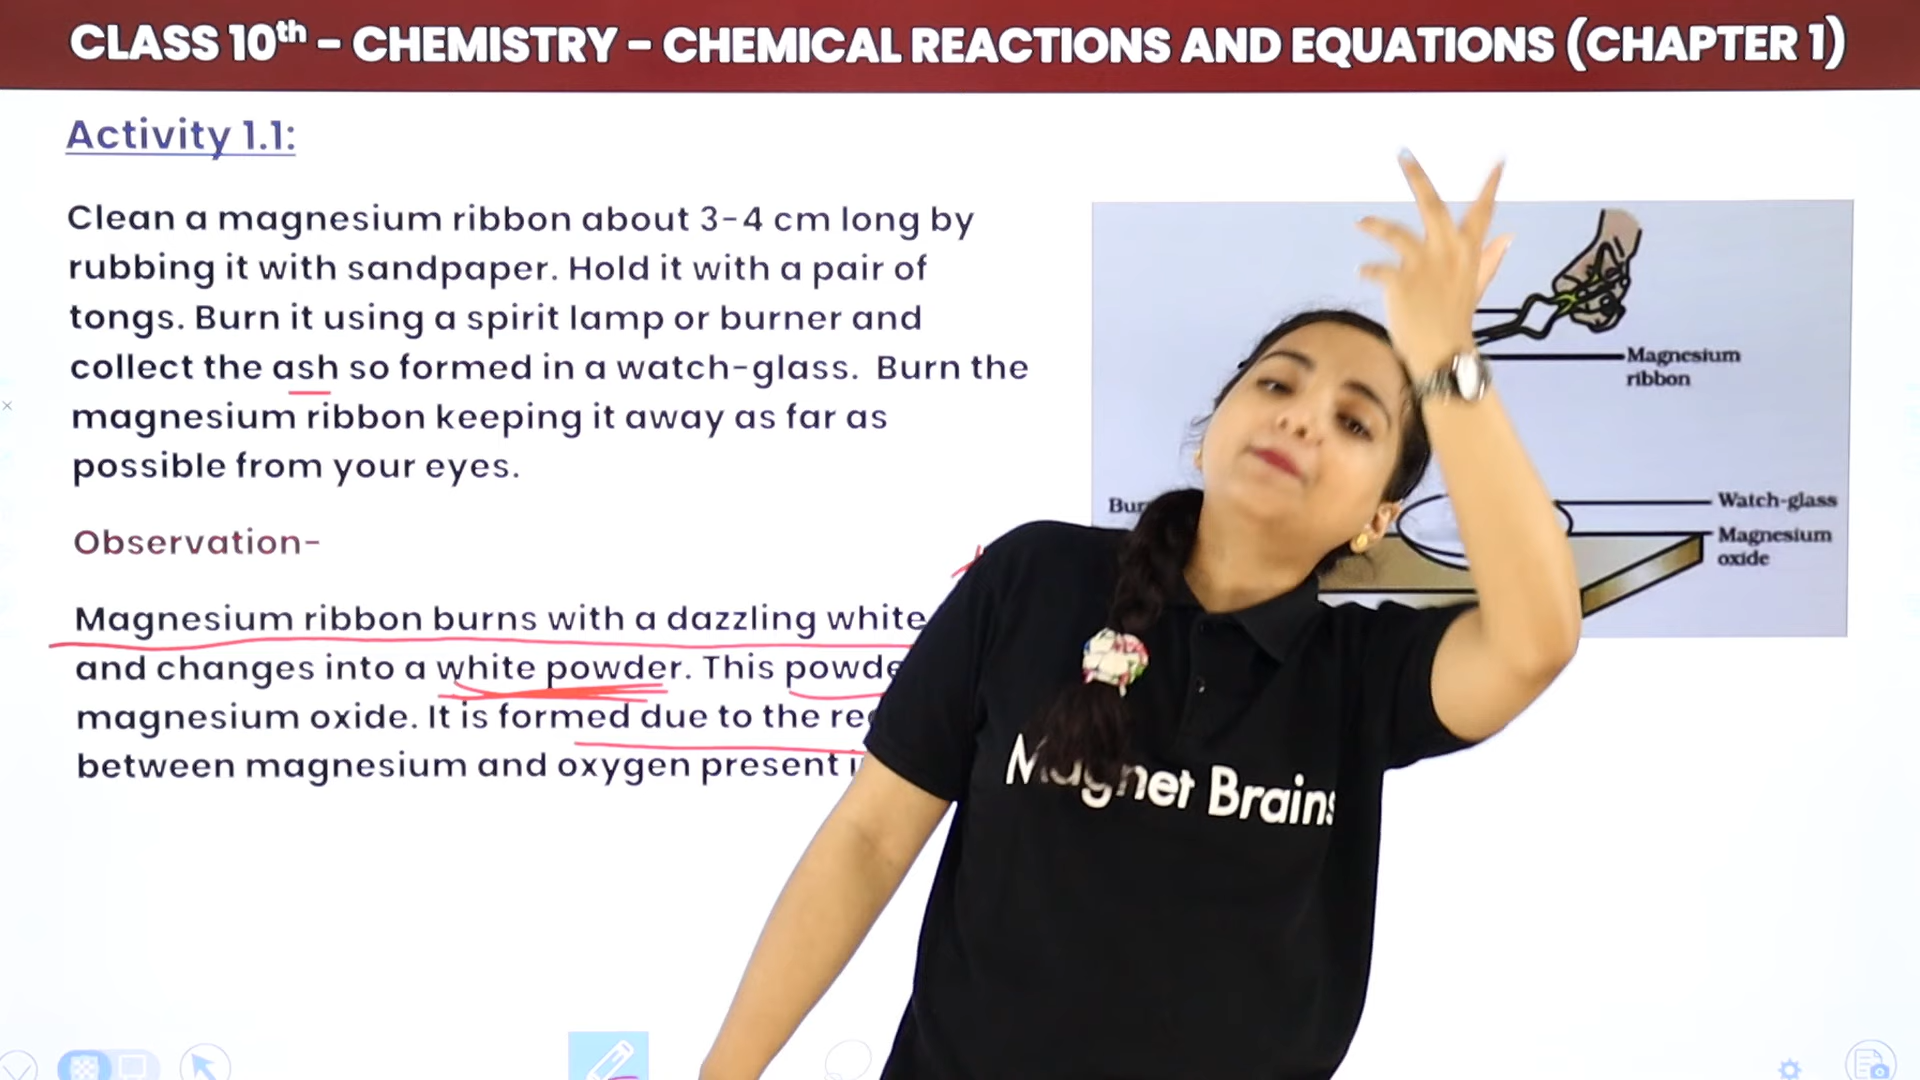 CLASS 10th – CHEMISTRY – CHEMICAL REACTIONS AND EQUATIONS (CHAPTER 1)
Activity 1.1:
Clean a magnesium ribbon about 3-4 cm long by
rubbing it with sandpaper. Hold it with a pair of
tongs. Burn it using a spirit lamp or burner and
collect the ash so formed in a watch-glass. Burn the
magnesium ribbon keeping it away as far as
possible from your eyes.
Observation-
Magnesium ribbon burns with a dazzling white
and changes into a white powder. This
magnesium oxide. It is formed due to the
between magnesium and oxygen present
Magnesium
ribbon
Watch-glass
Magnesium
oxide
Magnet Brains